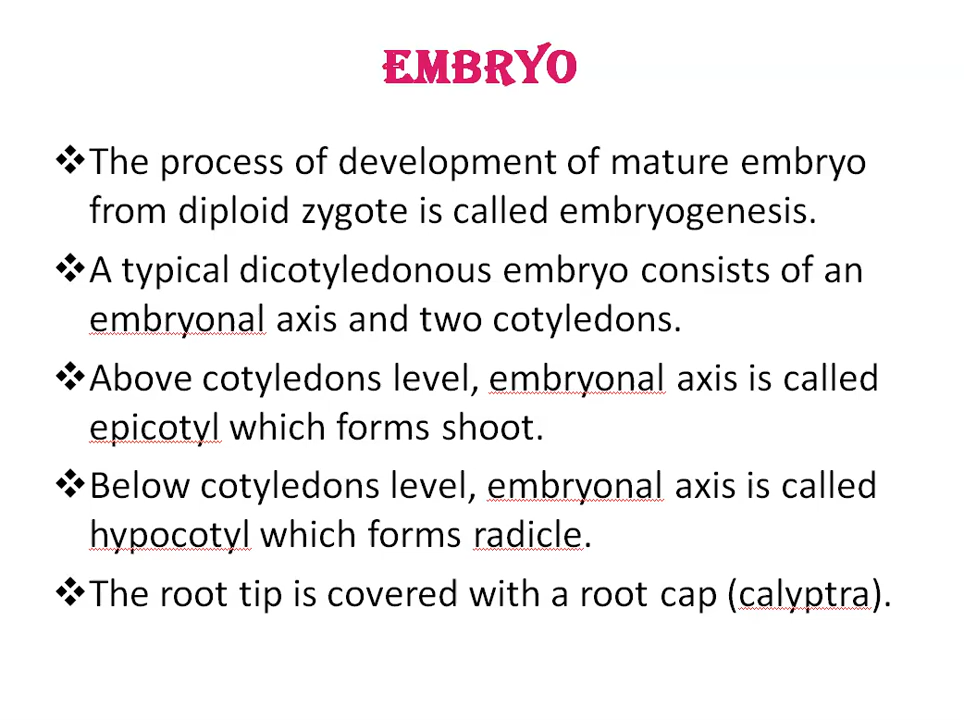 EMBRYO
❖The process of development of mature embryo
from diploid zygote is called embryogenesis.
❖A typical dicotyledonous embryo consists of an
embryonal axis and two cotyledons.
❖Above cotyledons level, embryonal axis is called
epicotyl which forms shoot.
❖Below cotyledons level, embryonal axis is called
hypocotyl which forms radicle.
❖The root tip is covered with a root cap (calyptra).